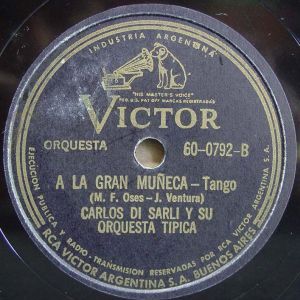 INDUSTRIA ARGENTINA
"HIS MASTER'S VOICE"
REG. U.S. PAT OFF MARCAS REGISTRADAS
VICTOR
ORQUESTA 60-0792-B
A LA GRAN MUÑECA – Tango
(M. F. Oses – J. Ventura)
CARLOS DI SARLI Y SU
ORQUESTA TIPICA
EJECUCION PUBLICA Y RADIO-TRANSMISION RESERVADAS POR RCA VICTOR ARGENTINA S.A.
RCA VICTOR ARGENTINA S.A. BUENOS AIRES